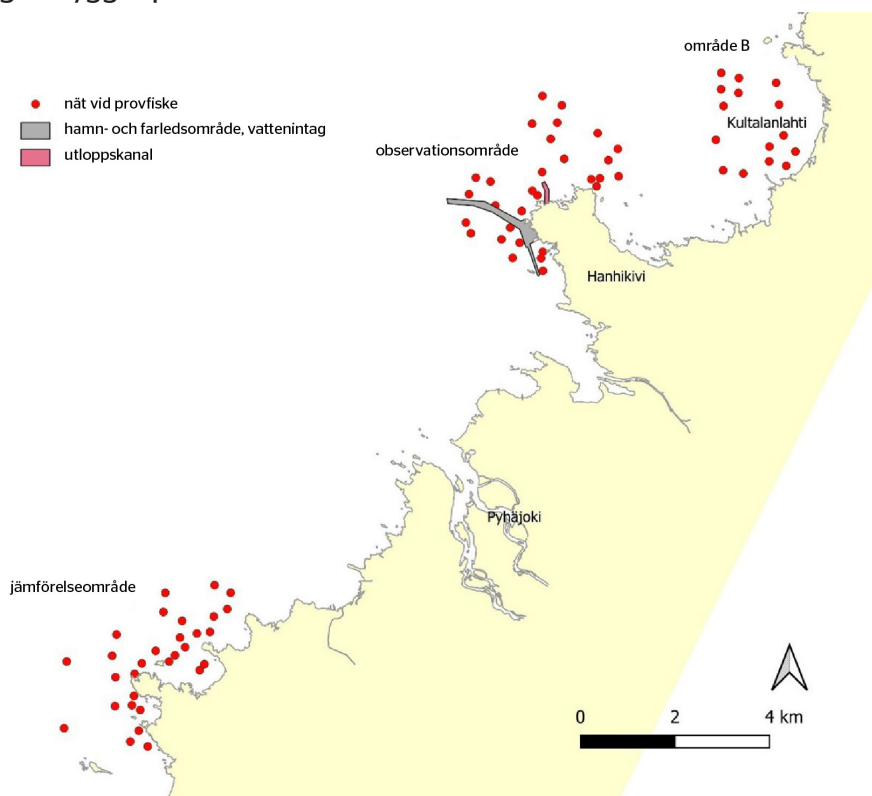 område B
nät vid provfiske
hamn- och farledsområde, vattenintag
utloppskanal
Kultalanlahti
observationsområde
Hanhikivi
Pyhäjoki
jämförelseområde
0 2 4 km